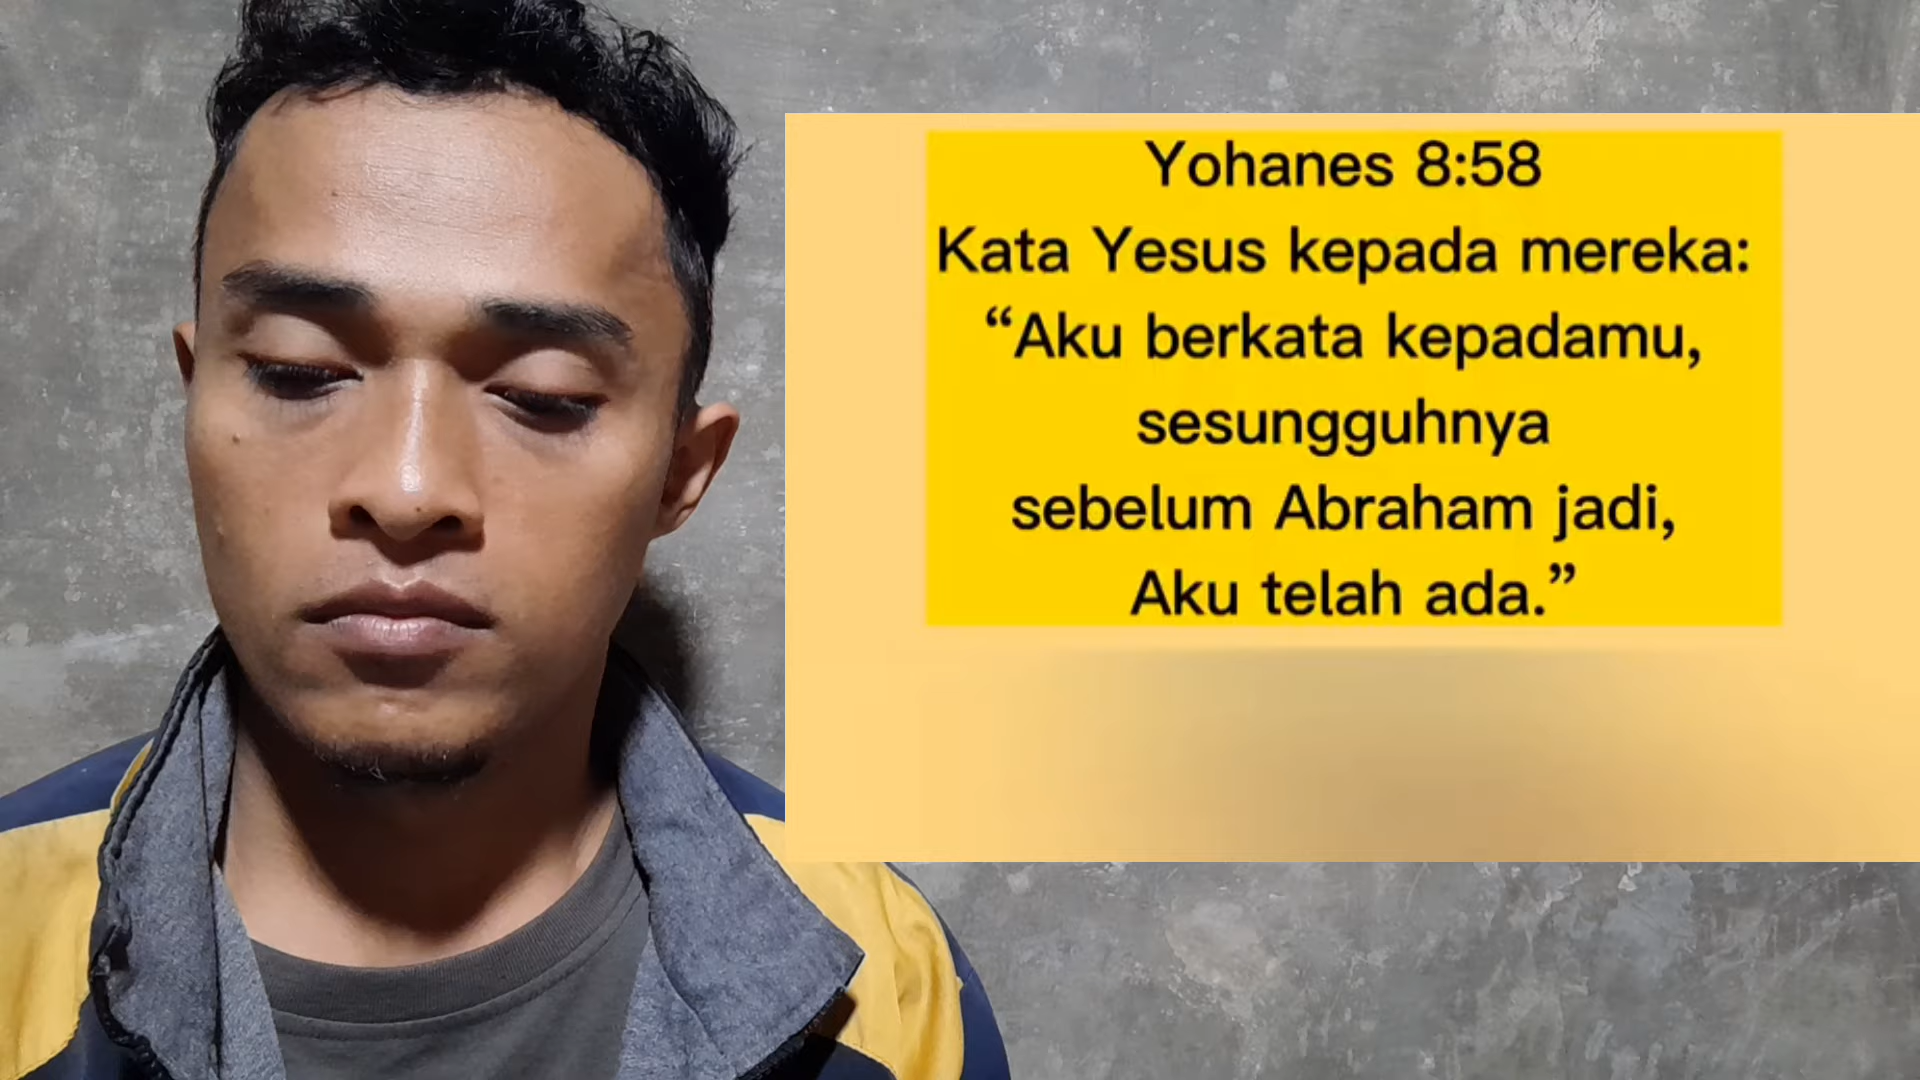 Yohanes 8:58
Kata Yesus kepada mereka:
“Aku berkata kepadamu,
sesungguhnya
sebelum Abraham jadi,
Aku telah ada.”